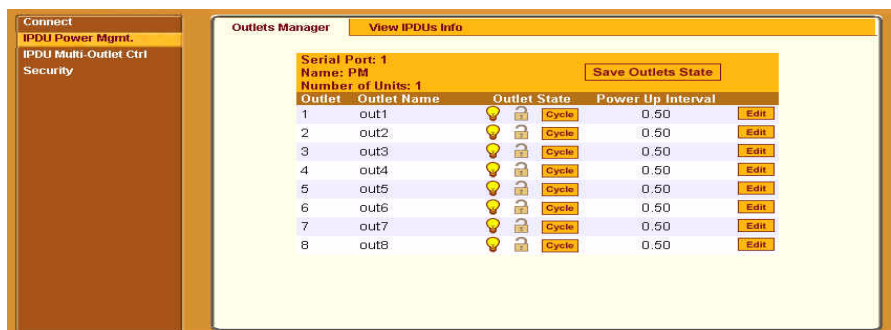 Connect
IPDU Power Mgmt.
IPDU Multi-Outlet Ctrl
Security
Outlets Manager View IPDUs Info
Serial Port: 1
Name: PM
Number of Units: 1
Save Outlets State
Outlet Outlet Name Outlet State Power Up Interval
1 out1 Cycle 0.50 Edit
2 out2 Cycle 0.50 Edit
3 out3 Cycle 0.50 Edit
4 out4 Cycle 0.50 Edit
5 out5 Cycle 0.50 Edit
6 out6 Cycle 0.50 Edit
7 out7 Cycle 0.50 Edit
8 out8 Cycle 0.50 Edit